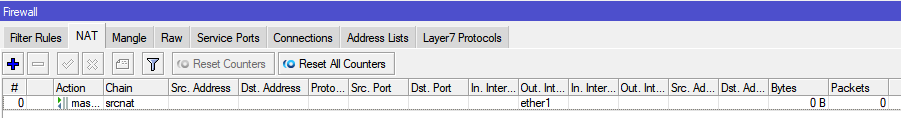 Firewall
Filter Rules NAT Mangle Raw Service Ports Connections Address Lists Layer7 Protocols
Reset Counters Reset All Counters
# Action Chain Src. Address Dst. Address Proto... Src. Port Dst. Port In. Inter... Out. Int... In. Inter... Out. Int... Src. Ad... Dst. Ad... Bytes Packets
0 mas... srcnat ether1 0 B 0